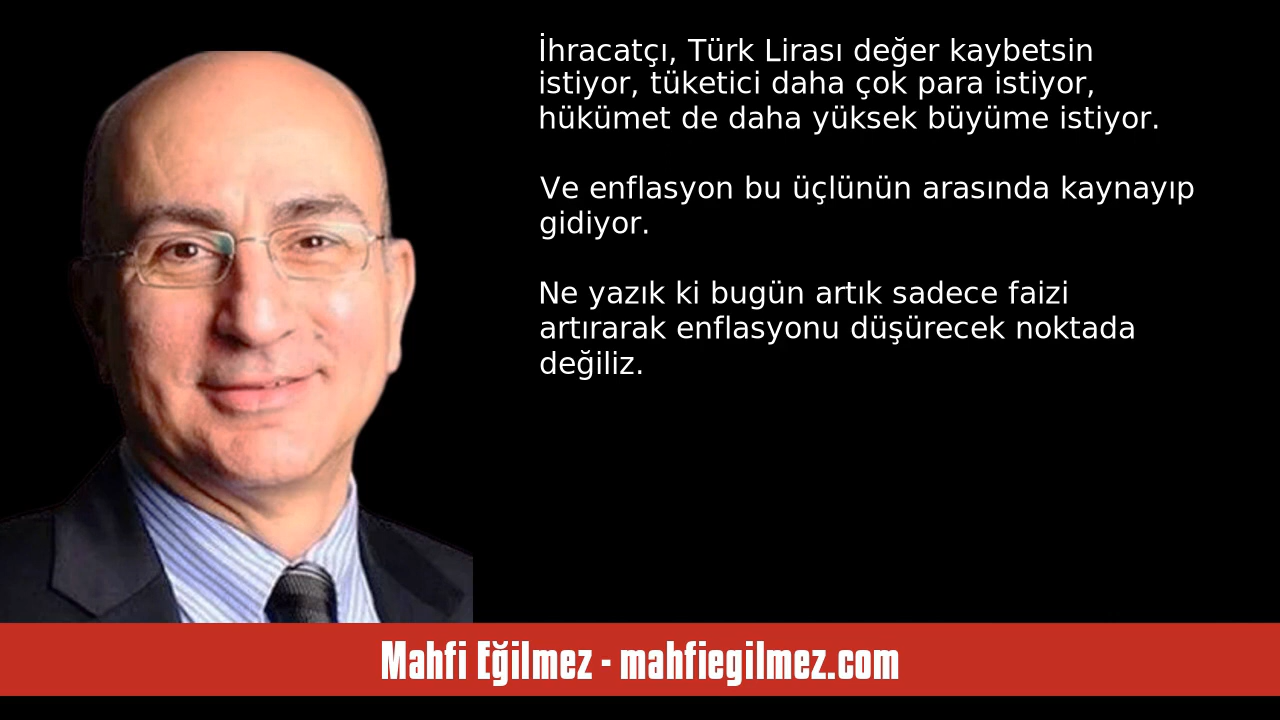 İhracatçı, Türk Lirası değer kaybetsin
istiyor, tüketici daha çok para istiyor,
hükümet de daha yüksek büyüme istiyor.
Ve enflasyon bu üçlünün arasında kaynayıp
gidiyor.
Ne yazık ki bugün artık sadece faizi
artırarak enflasyonu düşürecek noktada
değiliz.
Mahfi Eğilmez - mahfiegilmez.com